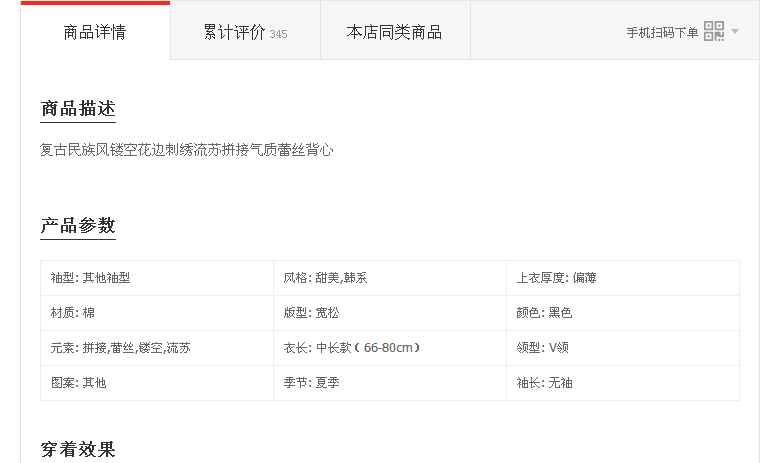 商品详情 累计评价 345 本店同类商品 手机扫码下单
商品描述
复古民族风镂空花边刺绣流苏拼接气质蕾丝背心
产品参数
袖型: 其他袖型 风格: 甜美,韩系 上衣厚度: 偏薄
材质: 棉 版型: 宽松 颜色: 黑色
元素: 拼接,蕾丝,镂空,流苏 衣长: 中长款（66-80cm） 领型: V领
图案: 其他 季节: 夏季 袖长: 无袖
穿着效果